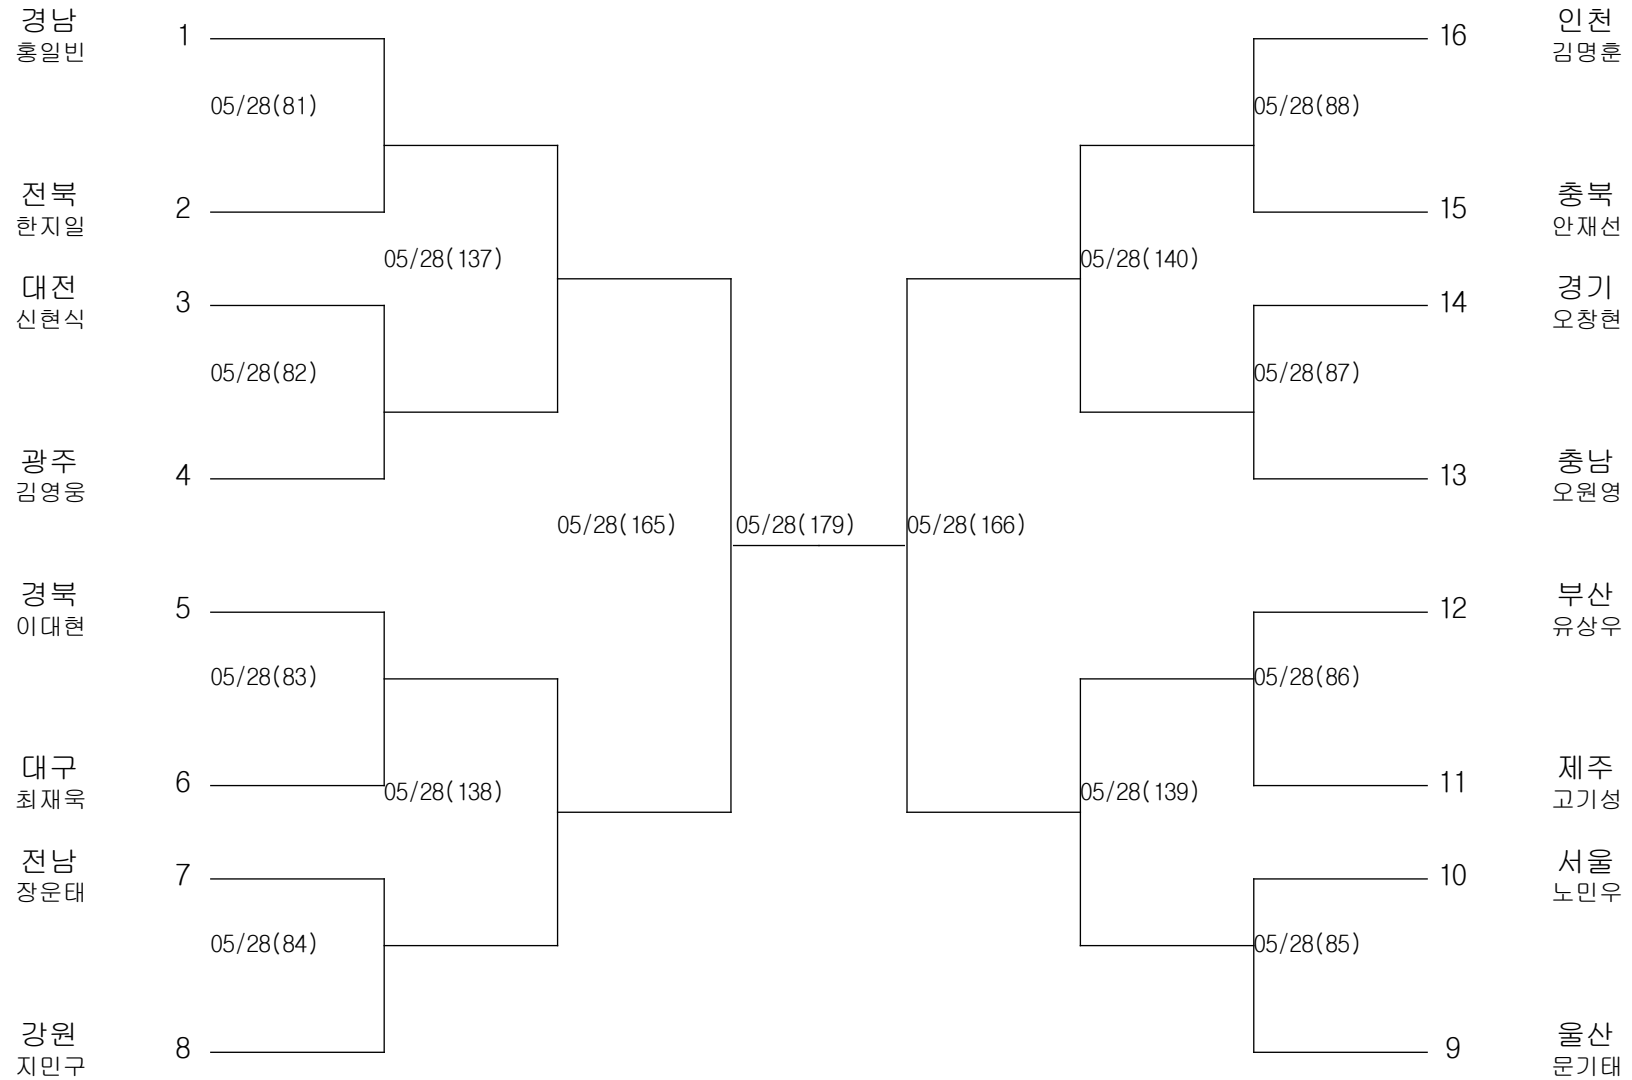 경남
홍일빈
1
05/28(81)
전북
한지일
2
05/28(137)
대전
신현식
3
05/28(82)
광주
김영웅
4
05/28(165)
경북
이대현
5
05/28(83)
대구
최재욱
6
05/28(138)
전남
장운태
7
05/28(84)
강원
지민구
8
05/28(179)
16
인천
김명훈
05/28(88)
15
충북
안재선
05/28(140)
14
경기
오창현
05/28(87)
13
충남
오원영
05/28(166)
12
부산
유상우
05/28(86)
11
제주
고기성
05/28(139)
10
서울
노민우
05/28(85)
9
울산
문기태